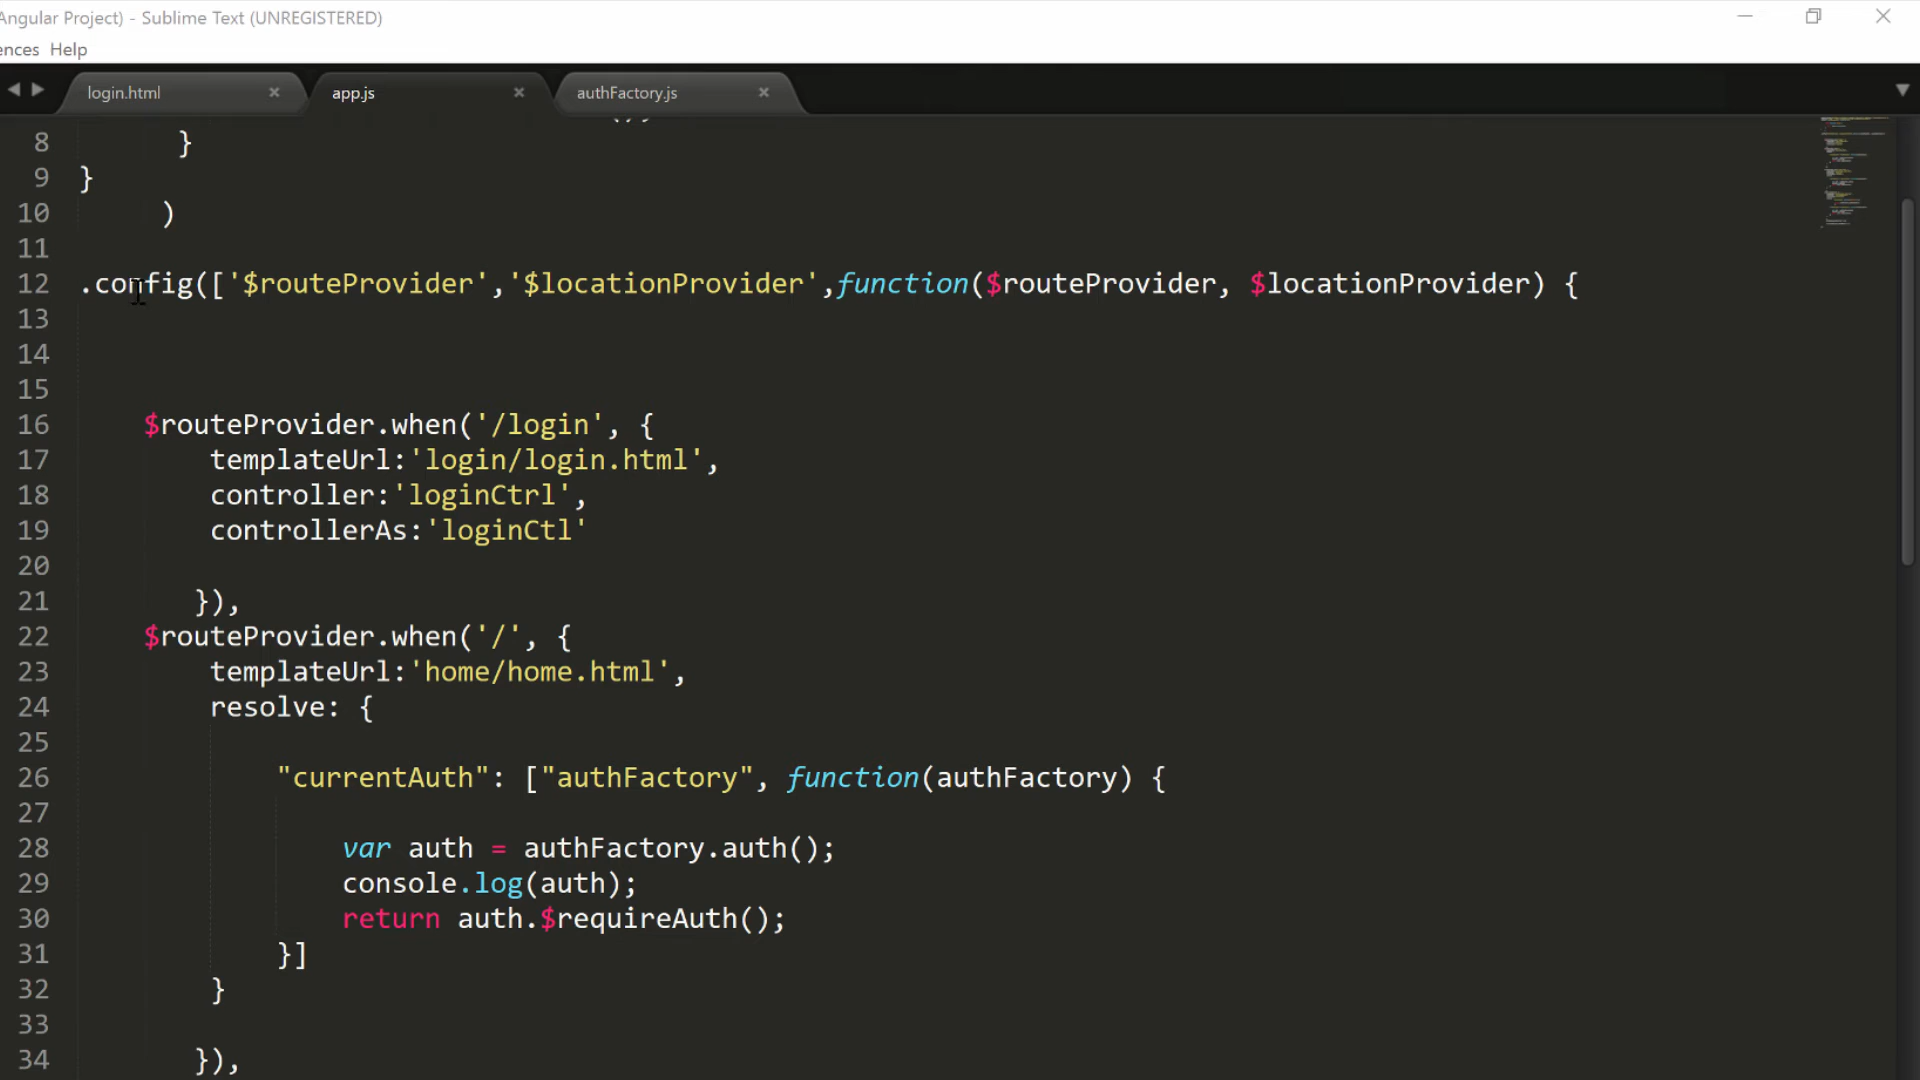 Angular Project) - Sublime Text (UNREGISTERED)
ences Help
login.html app.js authFactory.js
8 }
9 }
10 )
11
12 .config(['$routeProvider','$locationProvider',function($routeProvider, $locationProvider) {
13
14
15
16 $routeProvider.when('/login', {
17 templateUrl:'login/login.html',
18 controller:'loginCtrl',
19 controllerAs:'loginCtl'
20
21 }),
22 $routeProvider.when('/', {
23 templateUrl:'home/home.html',
24 resolve: {
25
26 "currentAuth": ["authFactory", function(authFactory) {
27
28 var auth = authFactory.auth();
29 console.log(auth);
30 return auth.$requireAuth();
31 }]
32 }
33
34 }),